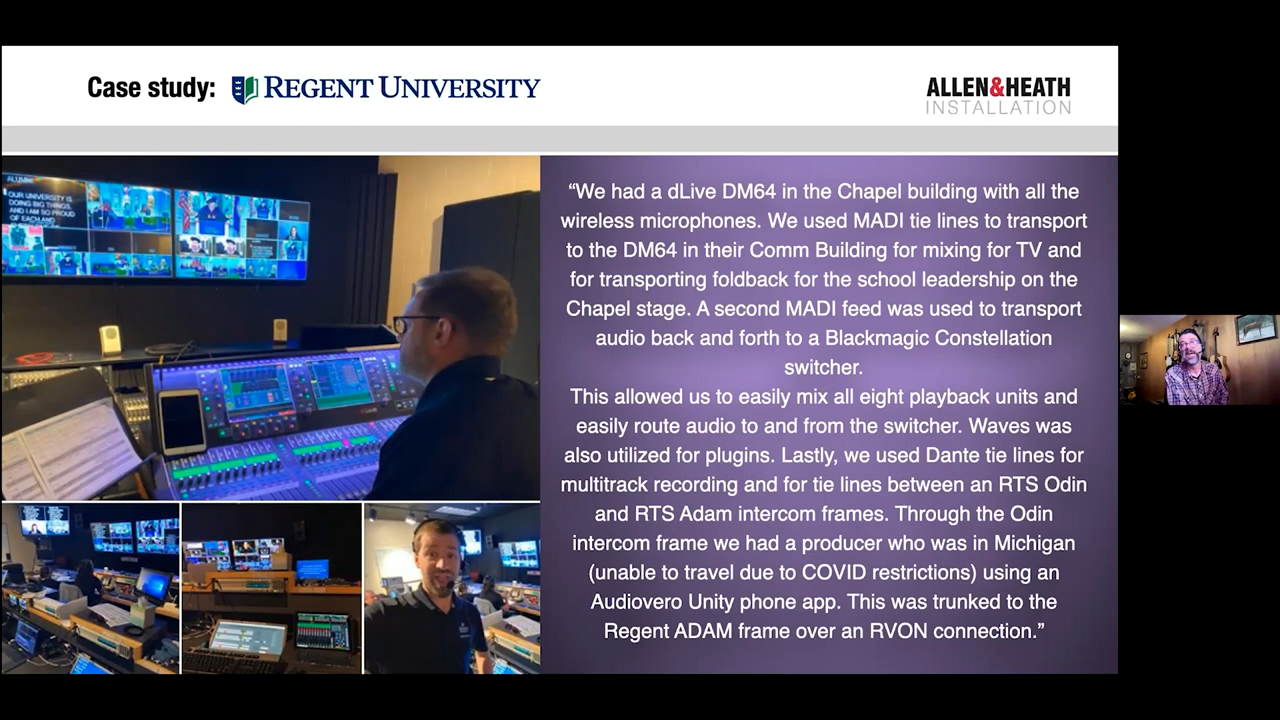 Case study: REGENT UNIVERSITY
ALLEN&HEATH
INSTALLATION
ALUMNI
OUR UNIVERSITY IS
DOING BIG THINGS,
AND I AM SO PROUD
OF EACH AND
“We had a dLive DM64 in the Chapel building with all the
wireless microphones. We used MADI tie lines to transport
to the DM64 in their Comm Building for mixing for TV and
for transporting foldback for the school leadership on the
Chapel stage. A second MADI feed was used to transport
audio back and forth to a Blackmagic Constellation
switcher.
This allowed us to easily mix all eight playback units and
easily route audio to and from the switcher. Waves was
also utilized for plugins. Lastly, we used Dante tie lines for
multitrack recording and for tie lines between an RTS Odin
and RTS Adam intercom frames. Through the Odin
intercom frame we had a producer who was in Michigan
(unable to travel due to COVID restrictions) using an
Audiovero Unity phone app. This was trunked to the
Regent ADAM frame over an RVON connection.”